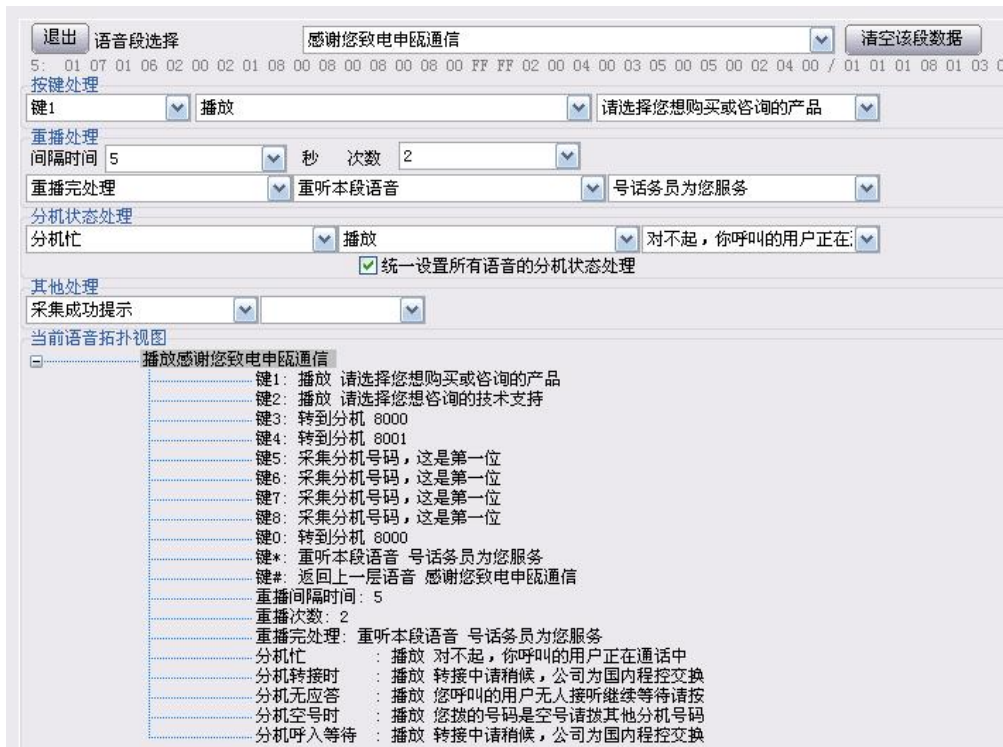 退出 语音段选择 感谢您致电申瓯通信 清空该段数据
5: 01 07 01 06 02 00 02 01 08 00 08 00 08 00 08 00 FF FF 02 00 04 00 03 05 00 05 00 02 04 00 / 01 01 01 08 01 03
按键处理
键1 播放 请选择您想购买或咨询的产品
重播处理
间隔时间 5 秒 次数 2
重播完处理 重听本段语音 号话务员为您服务
分机状态处理
分机忙 播放 对不起，你呼叫的用户正在
统一设置所有语音的分机状态处理
其他处理
采集成功提示
当前语音拓扑视图
播放感谢您致电申瓯通信
键1: 播放 请选择您想购买或咨询的产品
键2: 播放 请选择您想咨询的技术支持
键3: 转到分机 8000
键4: 转到分机 8001
键5: 采集分机号码，这是第一位
键6: 采集分机号码，这是第一位
键7: 采集分机号码，这是第一位
键8: 采集分机号码，这是第一位
键0: 转到分机 8000
键*: 重听本段语音 号话务员为您服务
键#: 返回上一层语音 感谢您致电申瓯通信
重播间隔时间: 5
重播次数: 2
重播完处理: 重听本段语音 号话务员为您服务
分机忙 : 播放 对不起，你呼叫的用户正在通话中
分机转接时 : 播放 转接中请稍候，公司为国内程控交换
分机无应答 : 播放 您呼叫的用户无人接听继续等待请按
分机空号时 : 播放 您拨的号码是空号请拨其他分机号码
分机呼入等待 : 播放 转接中请稍候，公司为国内程控交换